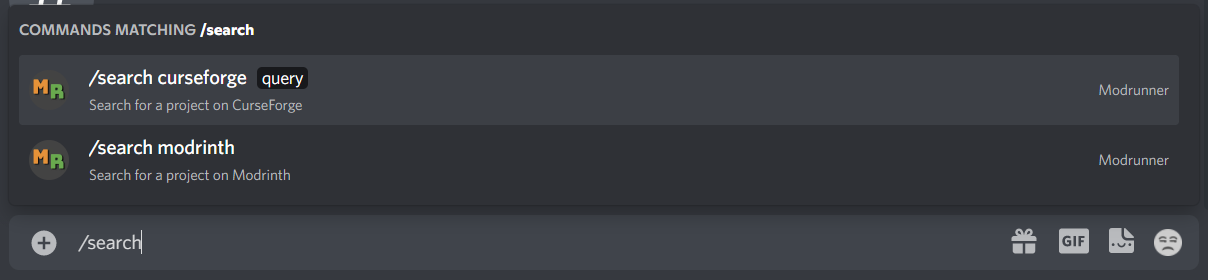 COMMANDS MATCHING /search
MR /search curseforge query
Search for a project on CurseForge
Modrunner
MR /search modrinth
Search for a project on Modrinth
Modrunner
/search
GIF